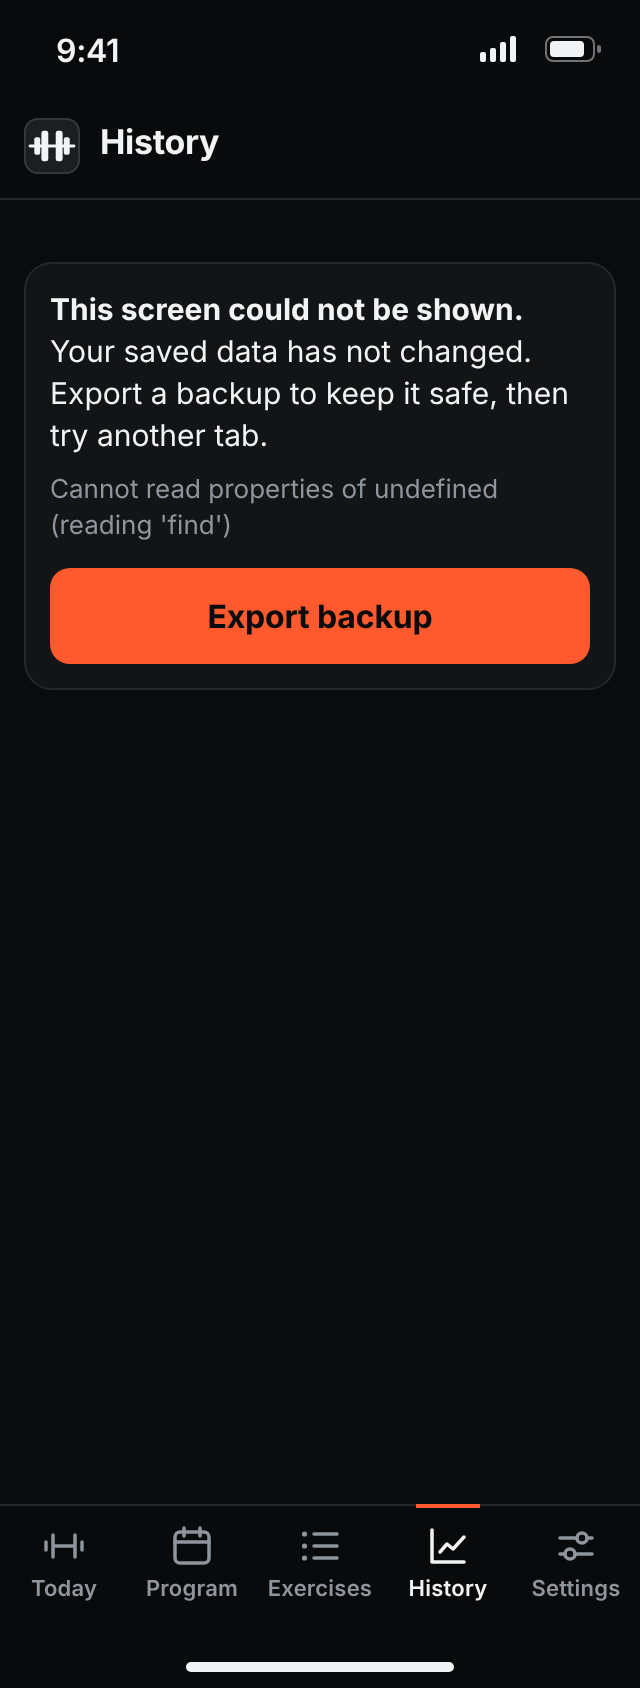 9:41
History
This screen could not be shown.
Your saved data has not changed.
Export a backup to keep it safe, then
try another tab.
Cannot read properties of undefined
(reading 'find')
Export backup
Today
Program
Exercises
History
Settings